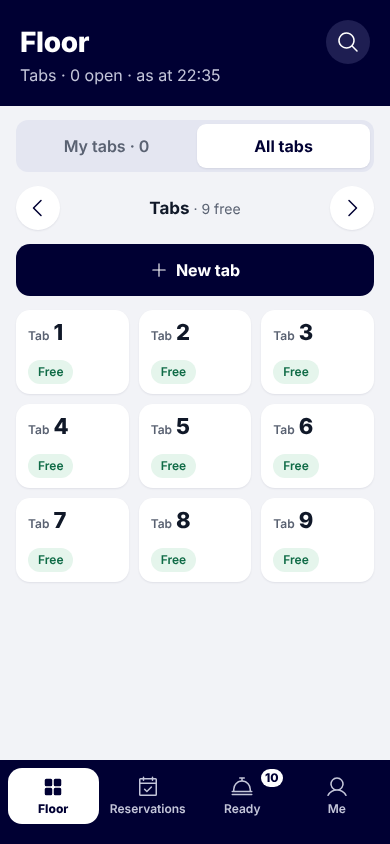 Floor
Tabs · 0 open · as at 22:35
My tabs · 0
All tabs
Tabs · 9 free
New tab
Tab 1
Free
Tab 2
Free
Tab 3
Free
Tab 4
Free
Tab 5
Free
Tab 6
Free
Tab 7
Free
Tab 8
Free
Tab 9
Free
Floor
Reservations
10
Ready
Me